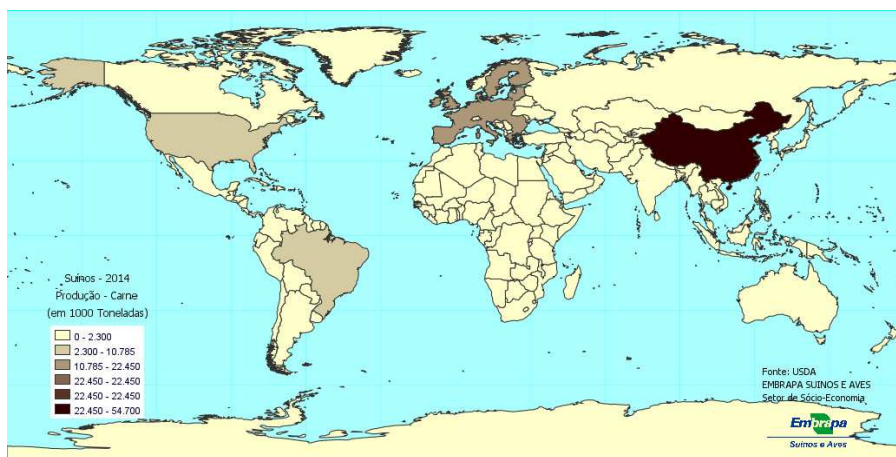 Suínos - 2014
Produção - Carne
(em 1000 Toneladas)
0 - 2.300
2.300 - 10.785
10.785 - 22.450
22.450 - 22.450
22.450 - 22.450
22.450 - 54.700
Fonte: USDA
EMBRAPA SUINOS E AVES
Setor de Sócio-Economia
Embrapa
Suínos e Aves